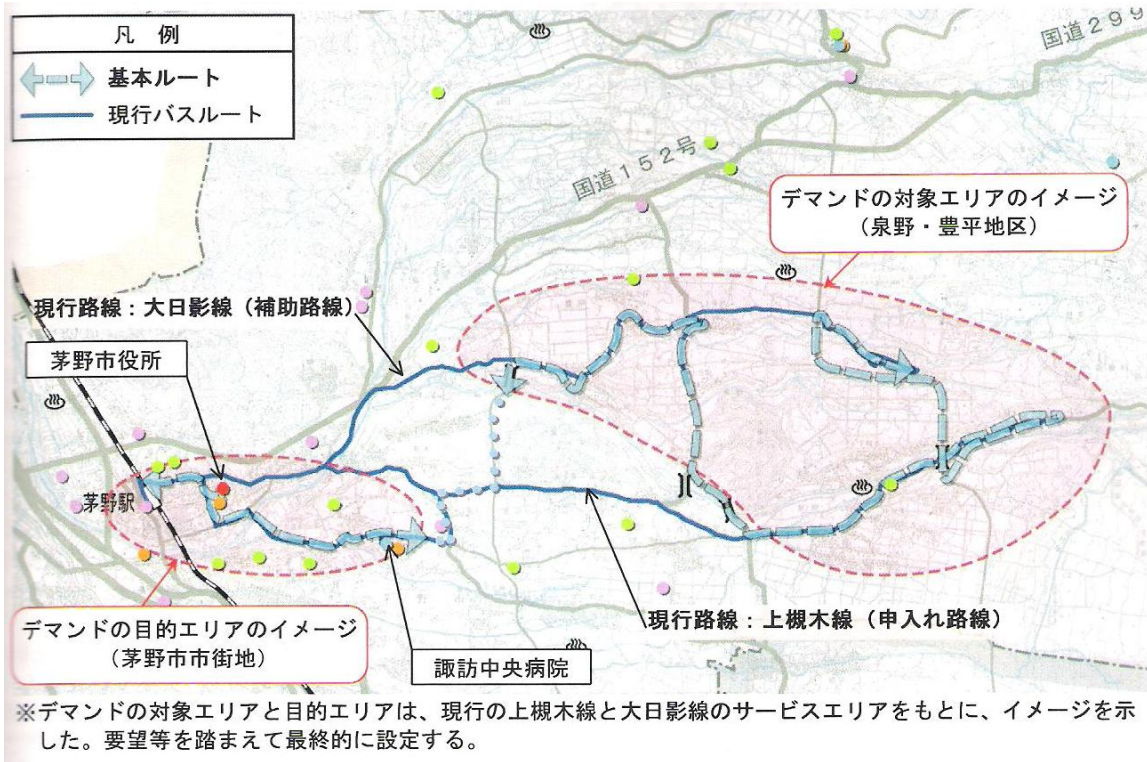 凡 例
基本ルート
現行バスルート
国道299
国道152号
デマンドの対象エリアのイメージ
(泉野・豊平地区)
現行路線:大日影線(補助路線)
茅野市役所
茅野駅
デマンドの目的エリアのイメージ
(茅野市市街地)
諏訪中央病院
現行路線:上槻木線(申入れ路線)
※デマンドの対象エリアと目的エリアは、現行の上槻木線と大日影線のサービスエリアをもとに、イメージを示
した。要望等を踏まえて最終的に設定する。